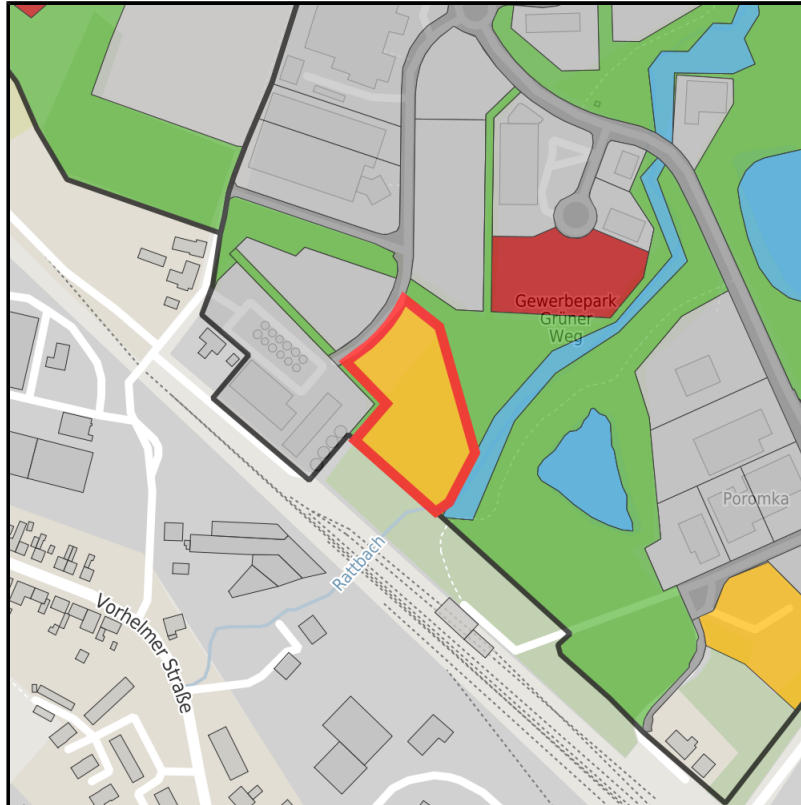 Gewerbepark
Grüner
Weg
Poromka
Rattbach
Vorhelmer Straße